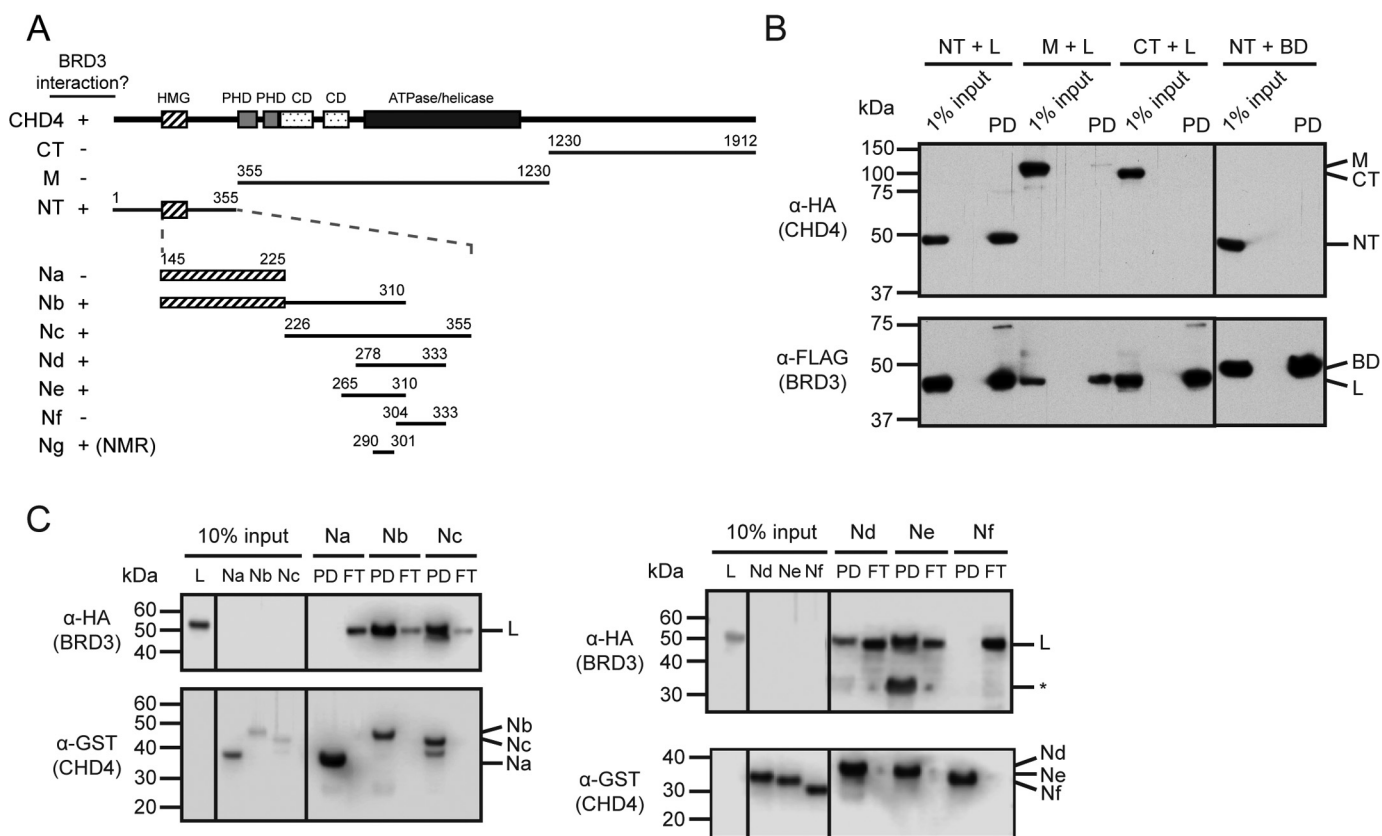 A
BRD3
interaction?
HMG PHD PHD CD CD ATPase/helicase
CHD4 +
1230 1912
CT -
355 1230
M -
1 355
NT +
145 225
Na -
310
Nb +
226 355
Nc +
278 333
Nd +
265 310
Ne +
304 333
Nf -
290 301
Ng + (NMR)
B
NT + L M + L CT + L NT + BD
1% input PD 1% input PD 1% input PD 1% input PD
kDa
150
100
75
50
37
α-HA
(CHD4)
M
CT
NT
75
50
37
α-FLAG
(BRD3)
BD
L
C
10% input Na Nb Nc
kDa L Na Nb Nc PD FT PD FT PD FT
α-HA
(BRD3)
60
50
40
L
α-GST
(CHD4)
60
50
40
30
20
Nb
Nc
Na
10% input Nd Ne Nf
kDa L Nd Ne Nf PD FT PD FT PD FT
α-HA
(BRD3)
60
50
40
30
L
*
α-GST
(CHD4)
40
30
20
Nd
Ne
Nf